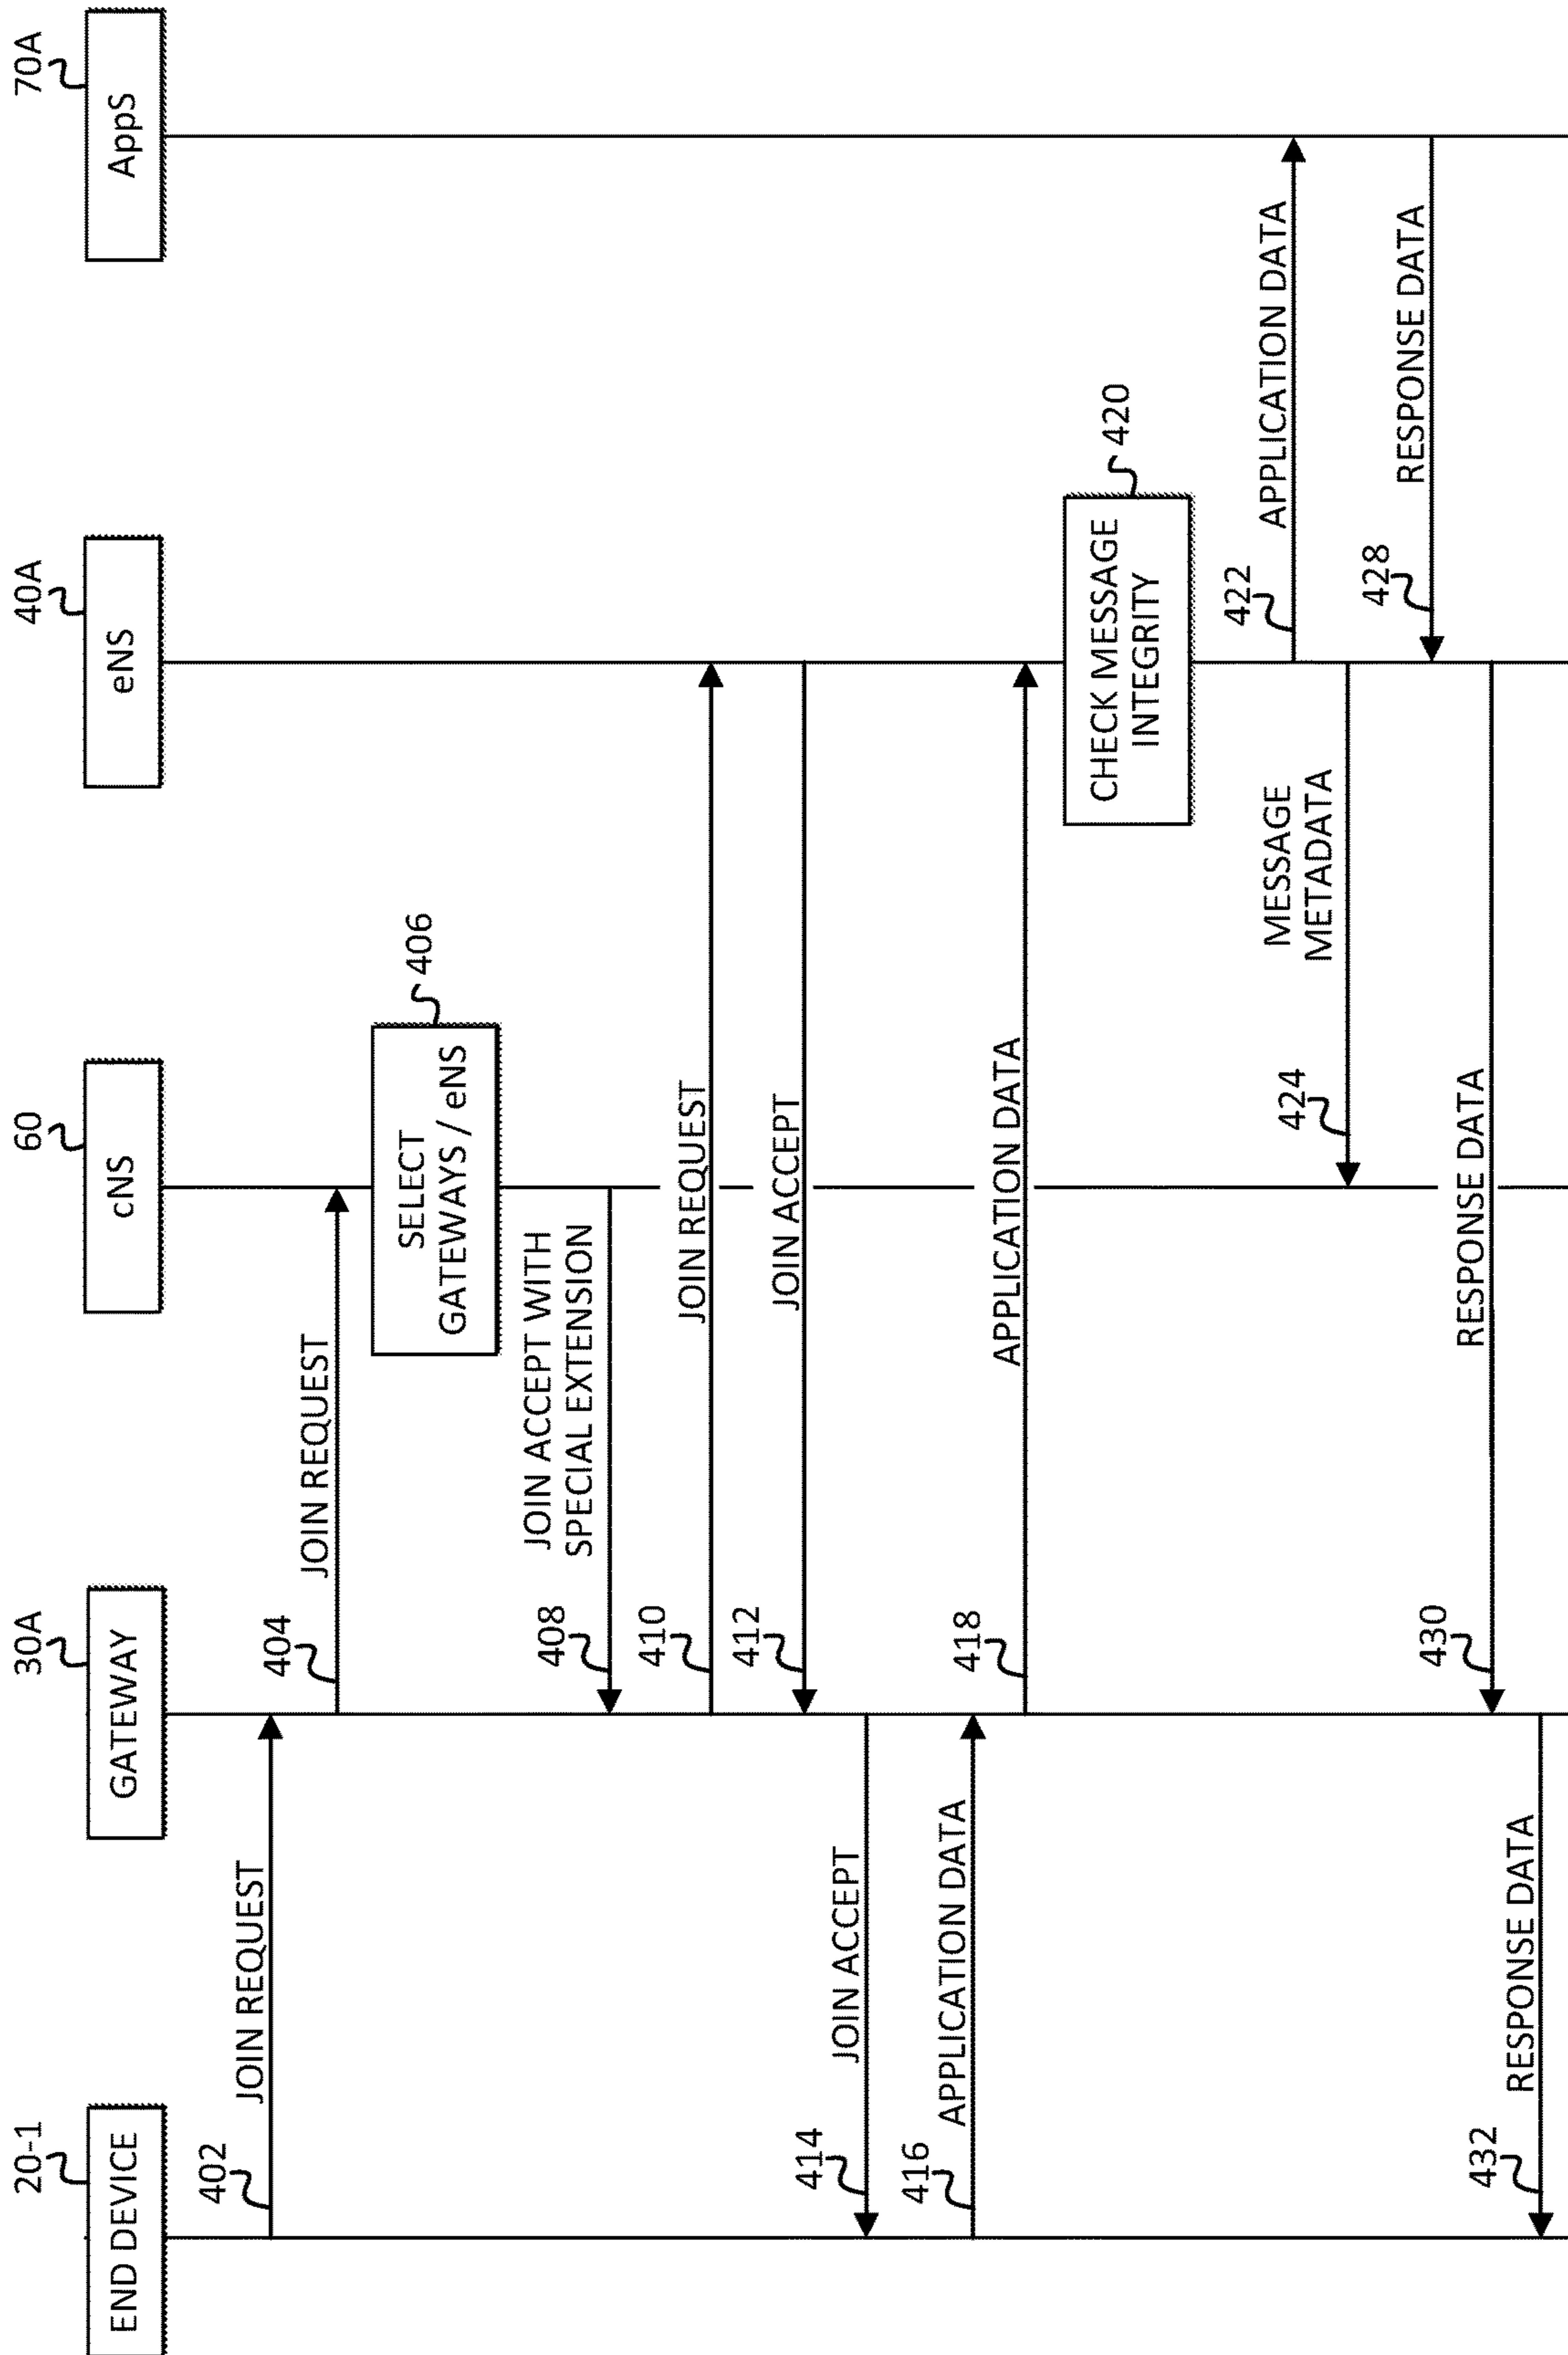 20-1
30A
60
40A
70A
END DEVICE
GATEWAY
cNS
eNS
AppS
402
JOIN REQUEST
404
JOIN REQUEST
SELECT
GATEWAYS / eNS
406
JOIN ACCEPT WITH
SPECIAL EXTENSION
408
410
JOIN REQUEST
412
JOIN ACCEPT
414
JOIN ACCEPT
416
APPLICATION DATA
418
APPLICATION DATA
CHECK MESSAGE
INTEGRITY
420
422
APPLICATION DATA
424
MESSAGE
METADATA
428
RESPONSE DATA
430
RESPONSE DATA
432
RESPONSE DATA